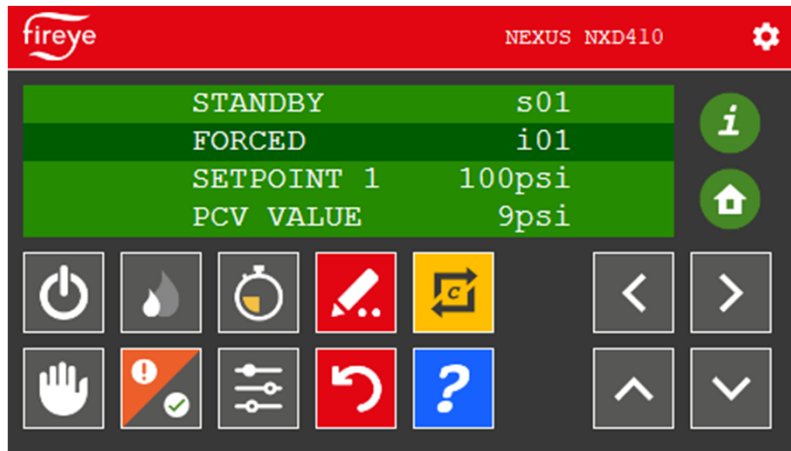 fireye
NEXUS NXD410
STANDBY s01
FORCED i01
SETPOINT 1 100psi
PCV VALUE 9psi
i
C
?